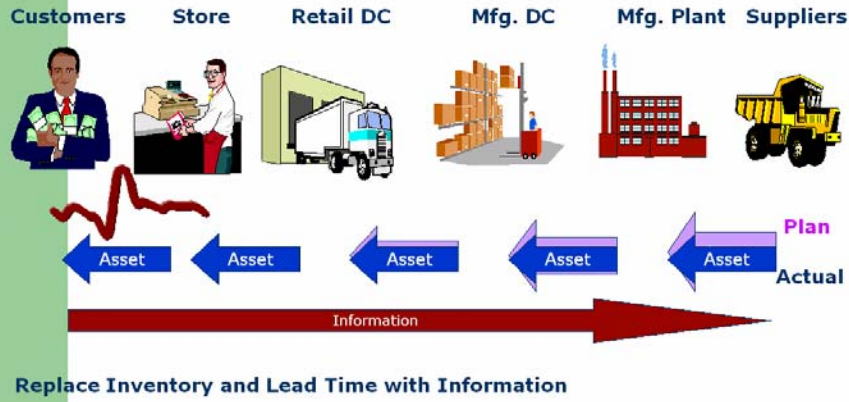 Customers Store Retail DC Mfg. DC Mfg. Plant Suppliers
Plan
Asset Asset Asset Asset Asset
Actual
Information
Replace Inventory and Lead Time with Information